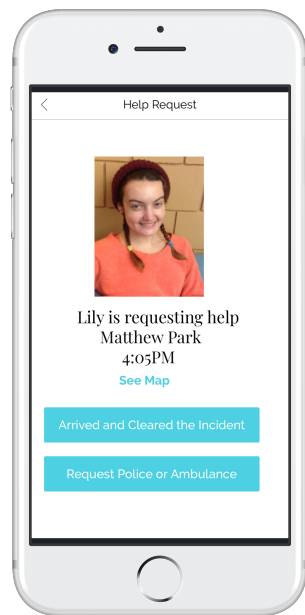 Help Request
Lily is requesting help
Matthew Park
4:05PM
See Map
Arrived and Cleared the Incident
Request Police or Ambulance